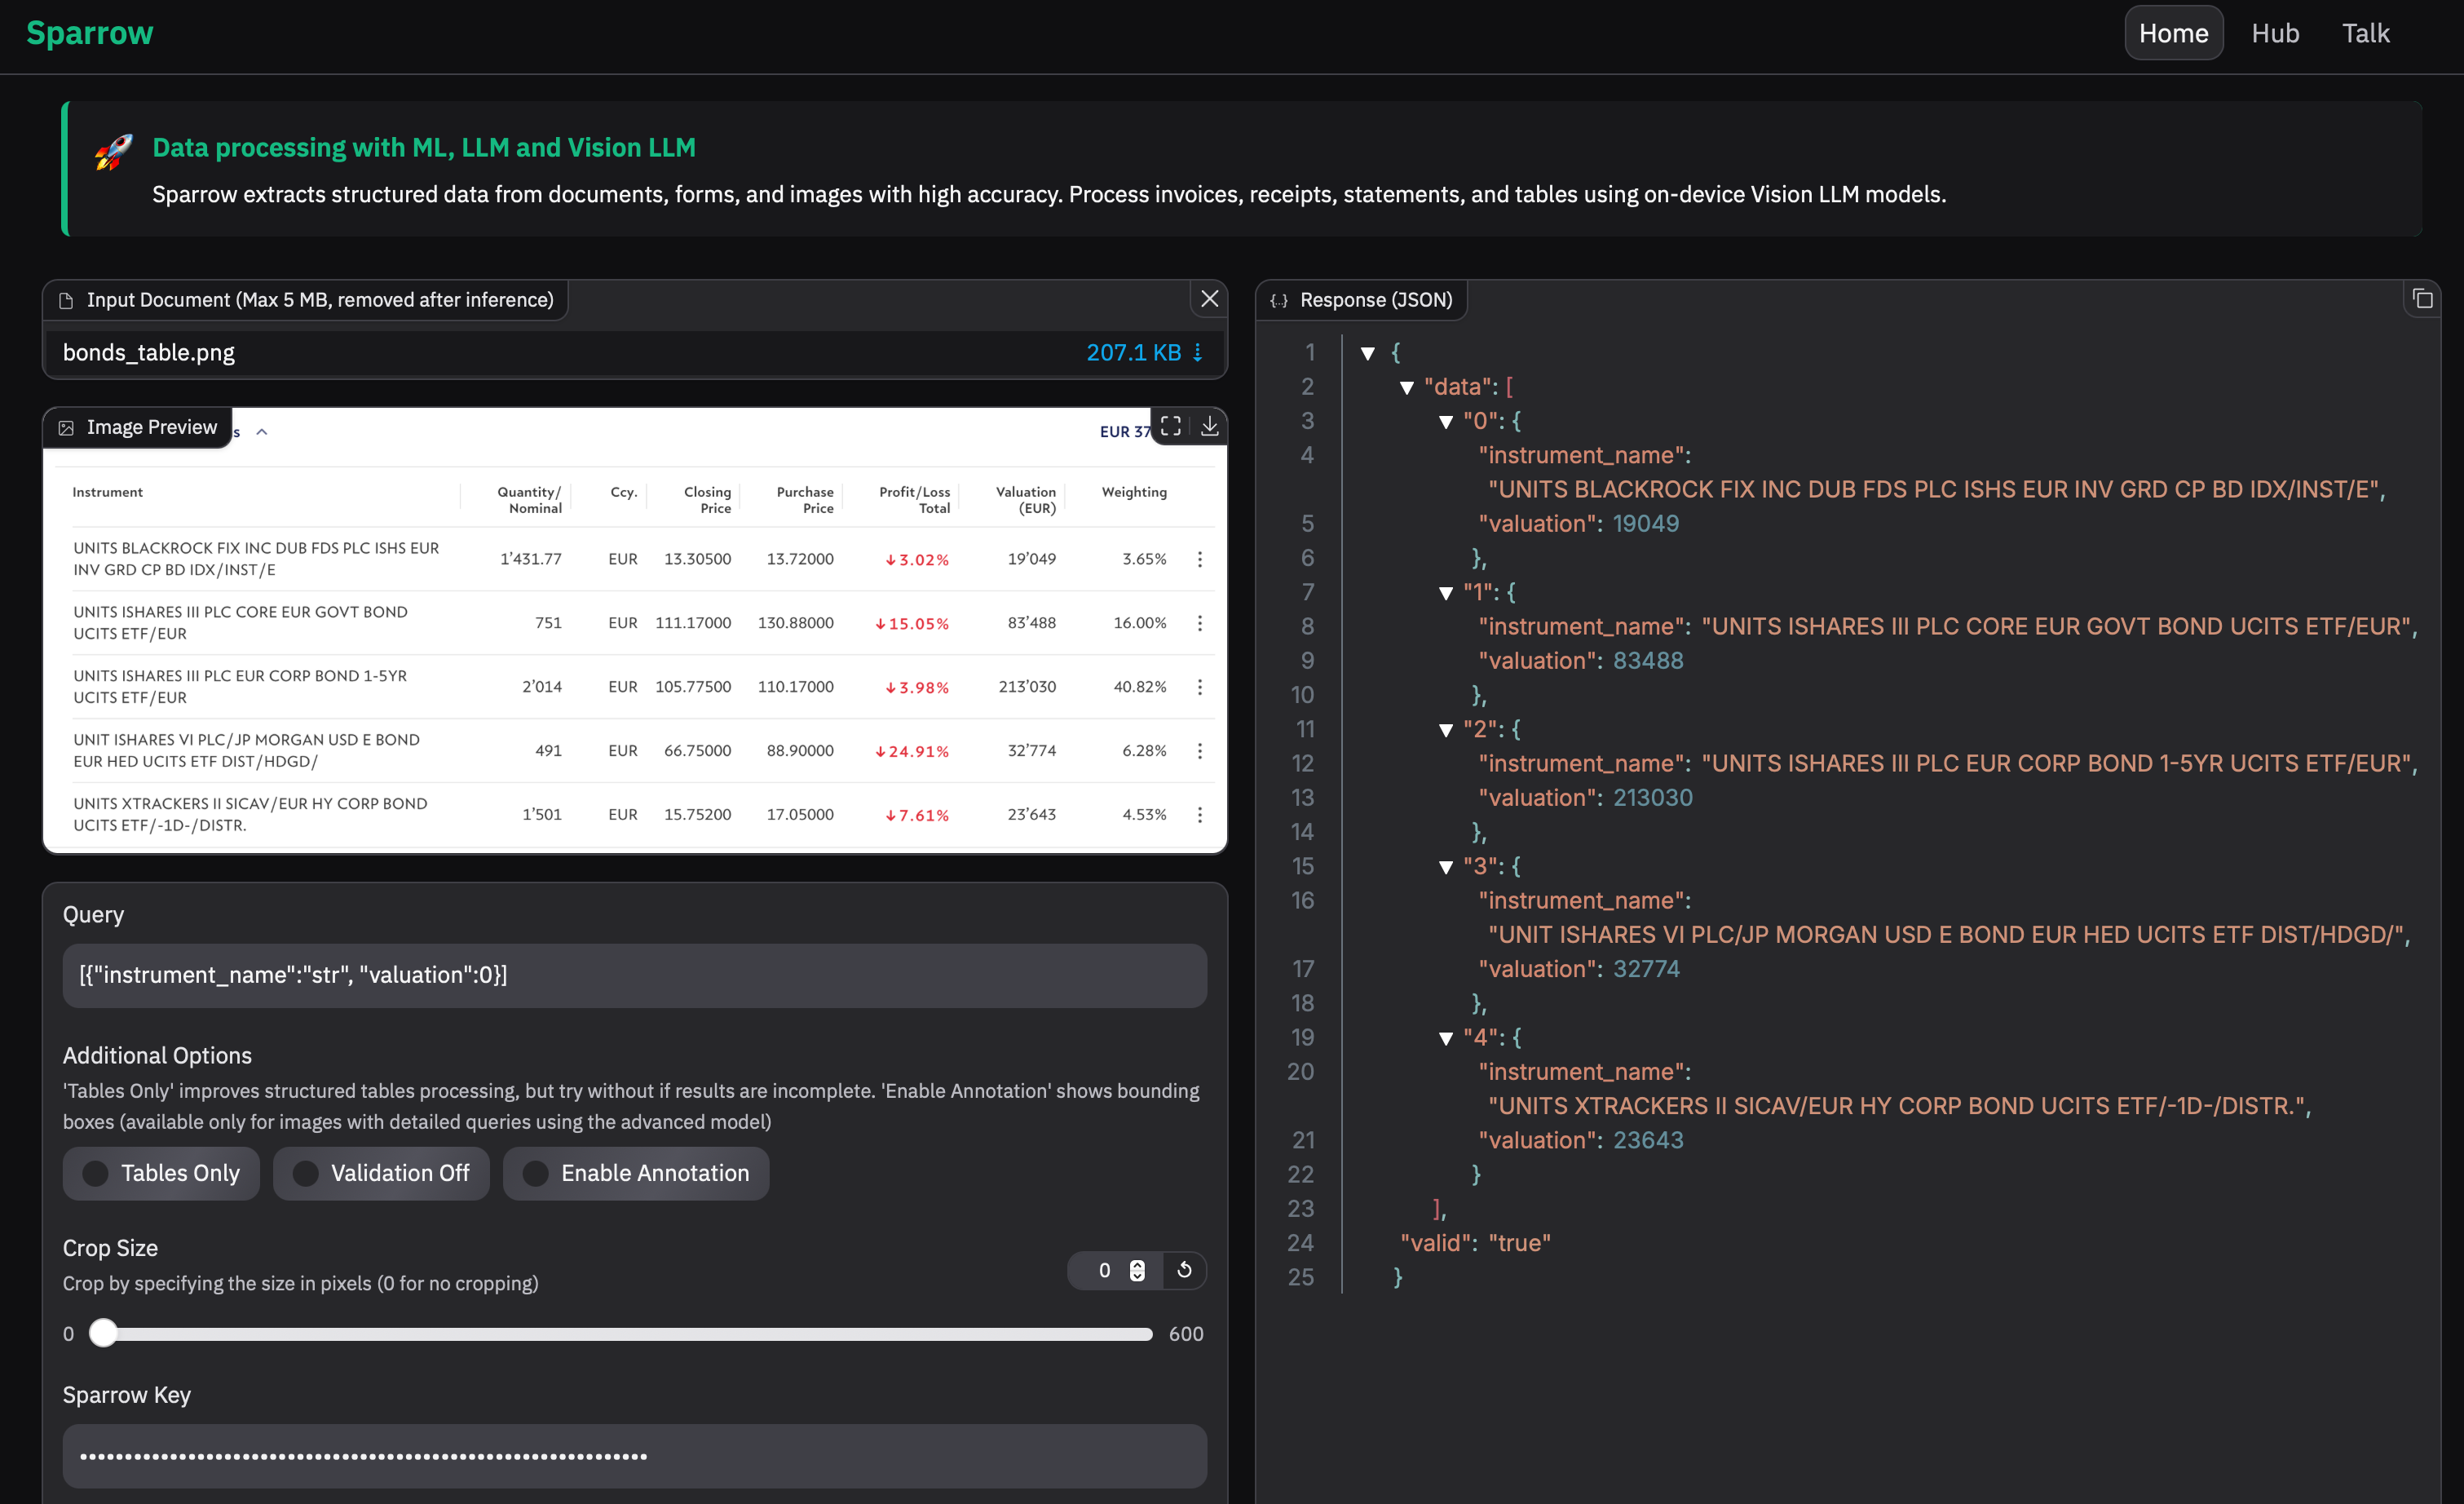 Sparrow
Home Hub Talk
🚀 Data processing with ML, LLM and Vision LLM
Sparrow extracts structured data from documents, forms, and images with high accuracy. Process invoices, receipts, statements, and tables using on-device Vision LLM models.
Input Document (Max 5 MB, removed after inference)
bonds_table.png 207.1 KB ⇣
Image Preview
s EUR 37
Instrument Quantity/ Ccy. Closing Purchase Profit/Loss Valuation Weighting
Nominal Price Price Total (EUR)
UNITS BLACKROCK FIX INC DUB FDS PLC ISHS EUR
INV GRD CP BD IDX/INST/E
1’431.77 EUR 13.30500 13.72000 ↓3.02% 19’049 3.65%
UNITS ISHARES III PLC CORE EUR GOVT BOND
UCITS ETF/EUR
751 EUR 111.17000 130.88000 ↓15.05% 83’488 16.00%
UNITS ISHARES III PLC EUR CORP BOND 1-5YR
UCITS ETF/EUR
2’014 EUR 105.77500 110.17000 ↓3.98% 213’030 40.82%
UNIT ISHARES VI PLC/JP MORGAN USD E BOND
EUR HED UCITS ETF DIST/HDGD/
491 EUR 66.75000 88.90000 ↓24.91% 32’774 6.28%
UNITS XTRACKERS II SICAV/EUR HY CORP BOND
UCITS ETF/-1D-/DISTR.
1’501 EUR 15.75200 17.05000 ↓7.61% 23’643 4.53%
Query
[{"instrument_name":"str", "valuation":0}]
Additional Options
'Tables Only' improves structured tables processing, but try without if results are incomplete. 'Enable Annotation' shows bounding
boxes (available only for images with detailed queries using the advanced model)
Tables Only Validation Off Enable Annotation
Crop Size
Crop by specifying the size in pixels (0 for no cropping)
0
0 600
Sparrow Key
•••••••••••••••••••••••••••••••••••••••••••••••••••••••••••••••
{..} Response (JSON)
1 ▼ {
2 ▼ "data": [
3 ▼ "0": {
4 "instrument_name":
"UNITS BLACKROCK FIX INC DUB FDS PLC ISHS EUR INV GRD CP BD IDX/INST/E",
5 "valuation": 19049
6 },
7 ▼ "1": {
8 "instrument_name": "UNITS ISHARES III PLC CORE EUR GOVT BOND UCITS ETF/EUR",
9 "valuation": 83488
10 },
11 ▼ "2": {
12 "instrument_name": "UNITS ISHARES III PLC EUR CORP BOND 1-5YR UCITS ETF/EUR",
13 "valuation": 213030
14 },
15 ▼ "3": {
16 "instrument_name":
"UNIT ISHARES VI PLC/JP MORGAN USD E BOND EUR HED UCITS ETF DIST/HDGD/",
17 "valuation": 32774
18 },
19 ▼ "4": {
20 "instrument_name":
"UNITS XTRACKERS II SICAV/EUR HY CORP BOND UCITS ETF/-1D-/DISTR.",
21 "valuation": 23643
22 }
23 ],
24 "valid": "true"
25 }